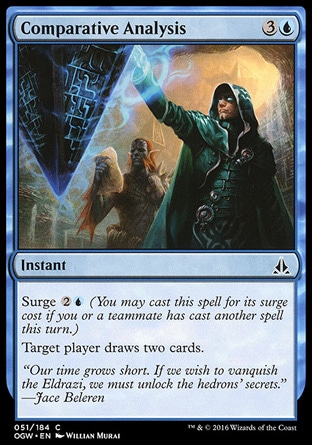 Comparative Analysis 3
Instant
Surge 2 (You may cast this spell for its surge
cost if you or a teammate has cast another spell
this turn.)
Target player draws two cards.
“Our time grows short. If we wish to vanquish
the Eldrazi, we must unlock the hedrons’ secrets.”
—Jace Beleren
051/184 C
OGW • EN Willian Murai
™ & © 2016 Wizards of the Coast